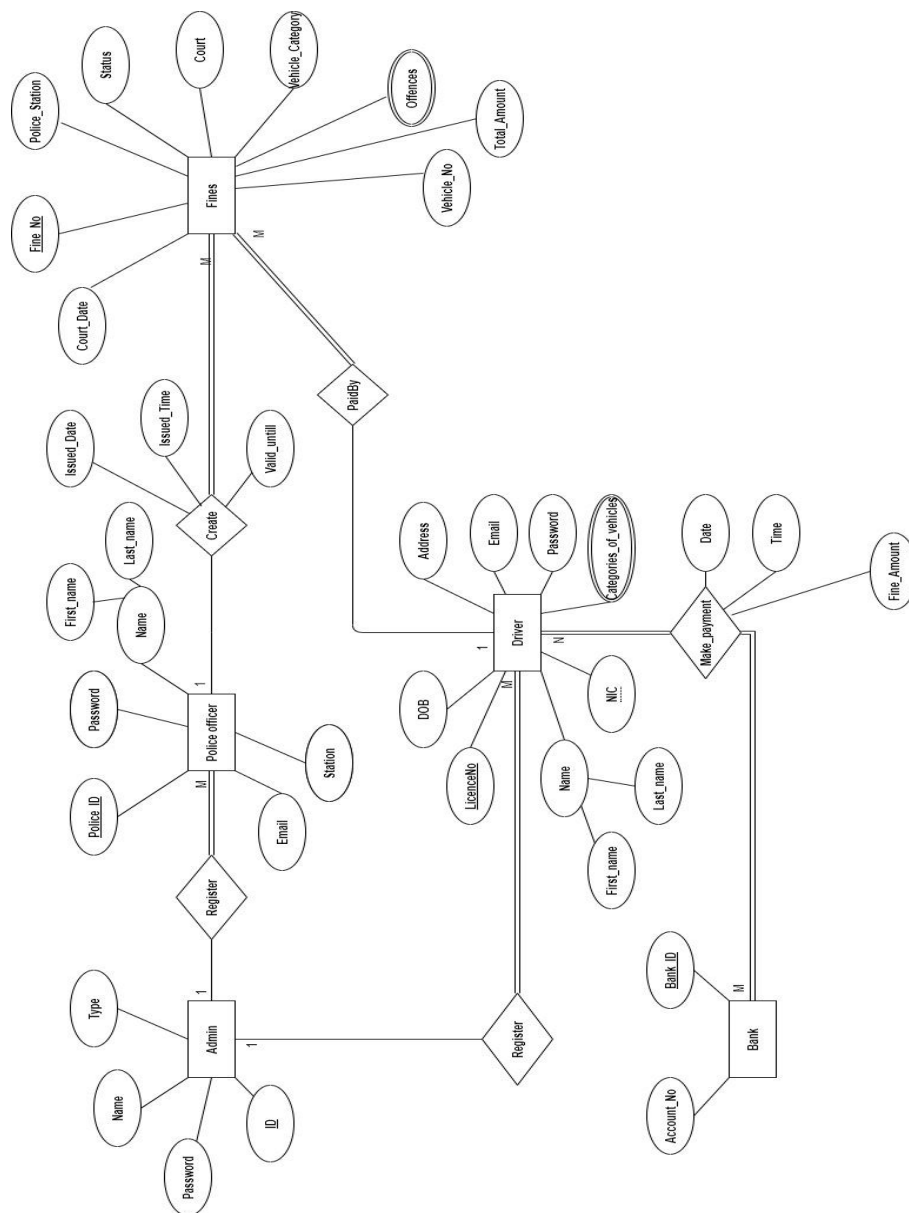 Name
Type
Password
ID
Admin
1
1
Register
M
Police_ID
Password
Name
First_name
Last_name
Police officer
Email
Station
1
Create
Issued_Date
Issued_Time
Valid_untill
M
Court_Date
Fine_No
Police_Station
Status
Court
Vehicle_Category
Offences
Total_Amount
Vehicle_No
Fines
M
PaidBy
Register
M
1
DOB
LicenceNo
Name
First_name
Last_name
NIC
Driver
Address
Email
Password
Categories_of_vehicles
N
Make_payment
Date
Time
Fine_Amount
M
Account_No
Bank_ID
Bank